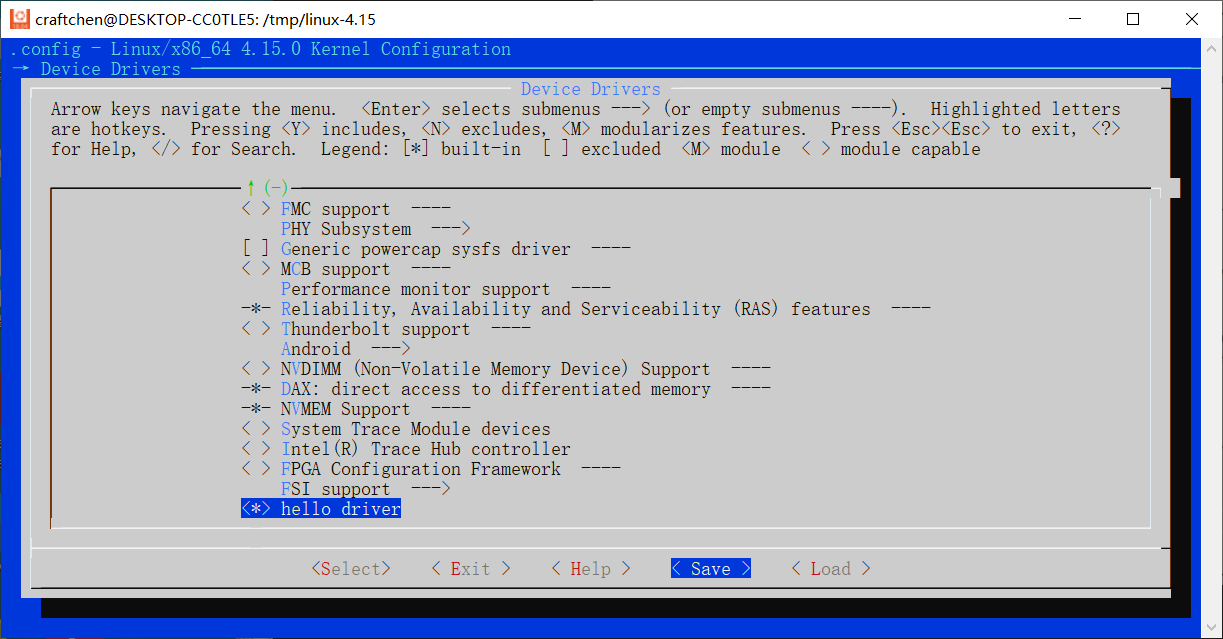 craftchen@DESKTOP-CC0TLE5: /tmp/linux-4.15
.config - Linux/x86_64 4.15.0 Kernel Configuration
→ Device Drivers
Device Drivers
Arrow keys navigate the menu.  <Enter> selects submenus ---> (or empty submenus ----).  Highlighted letters
are hotkeys.  Pressing <Y> includes, <N> excludes, <M> modularizes features.  Press <Esc><Esc> to exit, <?>
for Help, </> for Search.  Legend: [*] built-in  [ ] excluded  <M> module  < > module capable
↑(-)
< > FMC support  ----
PHY Subsystem  --->
[ ] Generic powercap sysfs driver  ----
< > MCB support  ----
Performance monitor support  ----
-*- Reliability, Availability and Serviceability (RAS) features  ----
< > Thunderbolt support  ----
Android  --->
< > NVDIMM (Non-Volatile Memory Device) Support  ----
-*- DAX: direct access to differentiated memory  ----
-*- NVMEM Support  ----
< > System Trace Module devices
< > Intel(R) Trace Hub controller
< > FPGA Configuration Framework  ----
FSI support  --->
<*> hello driver
<Select>    < Exit >    < Help >    < Save >    < Load >